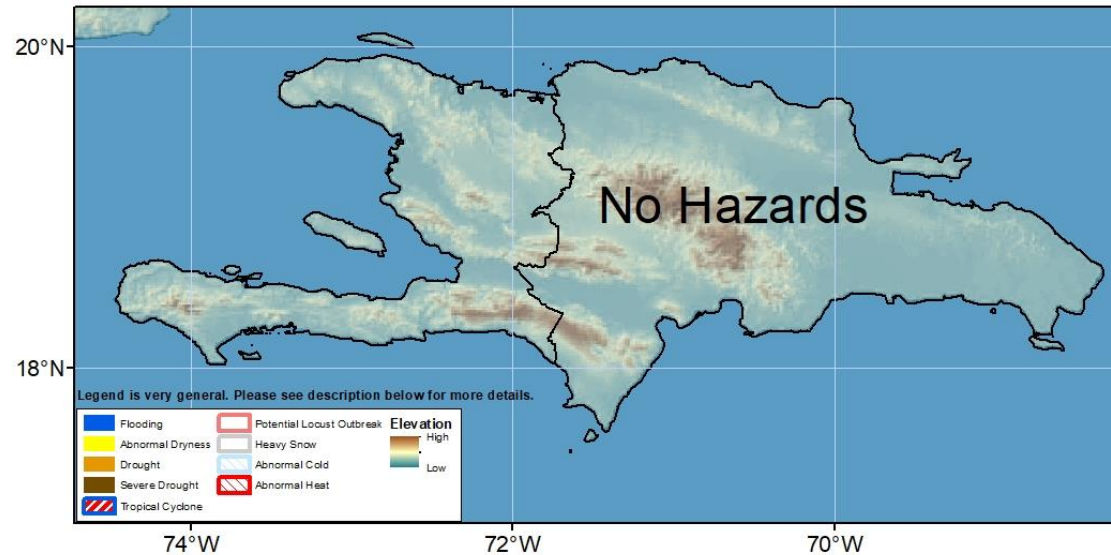 20°N
No Hazards
18°N
Legend is very general. Please see description below for more details.
Flooding
Abnormal Dryness
Drought
Severe Drought
Tropical Cyclone
Potential Locust Outbreak
Heavy Snow
Abnormal Cold
Abnormal Heat
Elevation
High
Low
74°W
72°W
70°W